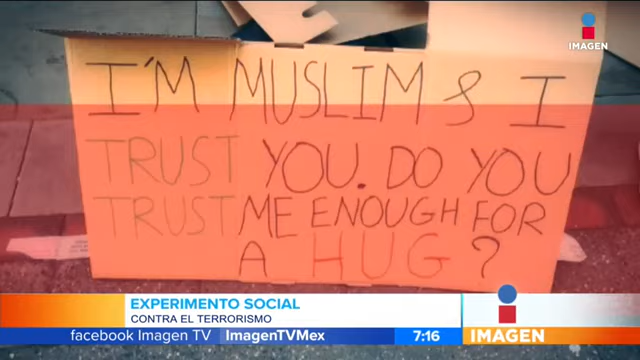 IMAGEN
I'M MUSLIM & I
TRUST YOU. DO YOU
TRUST ME ENOUGH FOR
A HUG?
EXPERIMENTO SOCIAL
CONTRA EL TERRORISMO
facebook Imagen TV ImagenTVMex 7:16 IMAGEN